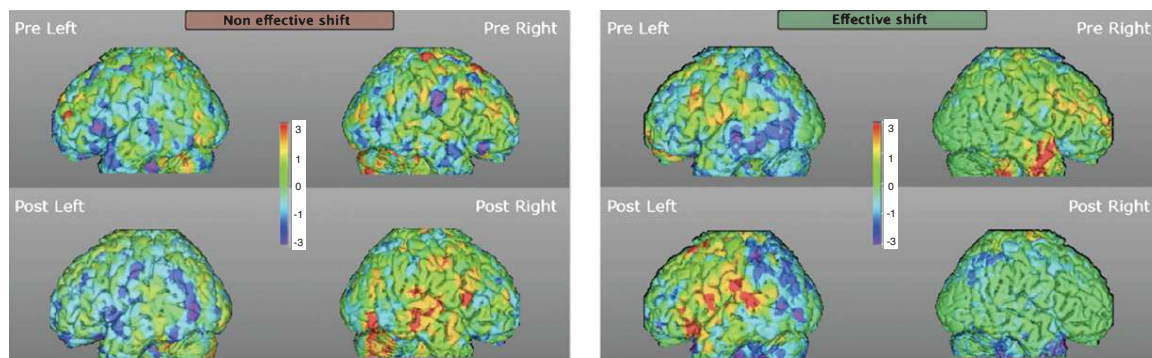 Non effective shift
Pre Left
Pre Right
3
1
0
-1
-3
Post Left
Post Right
Effective shift
Pre Left
Pre Right
3
1
0
-1
-3
Post Left
Post Right